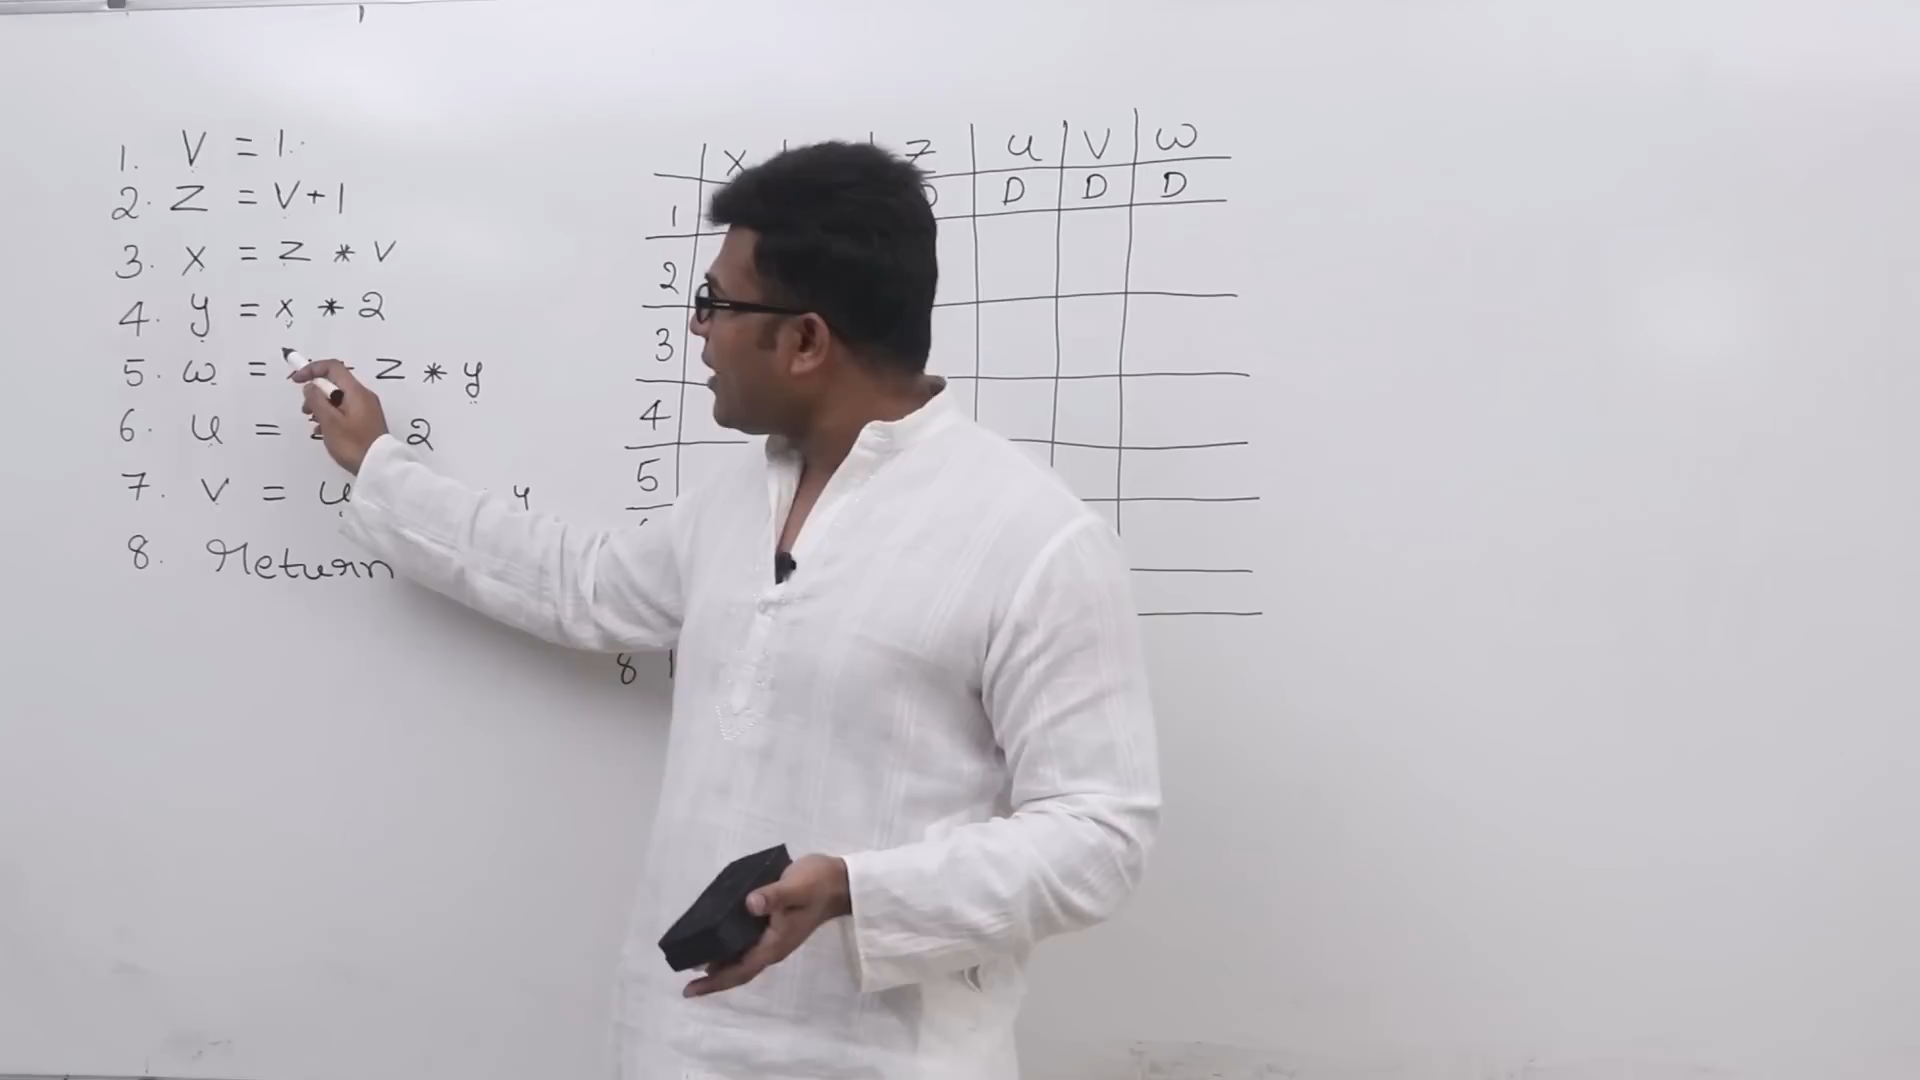 1. V = 1
2. Z = V+1
3. x = Z * V
4. y = x * 2
5. w = Z * y
6. u = 2
7. V = u y
8. Return
X Z u V w
1 D D D
2
3
4
5
8